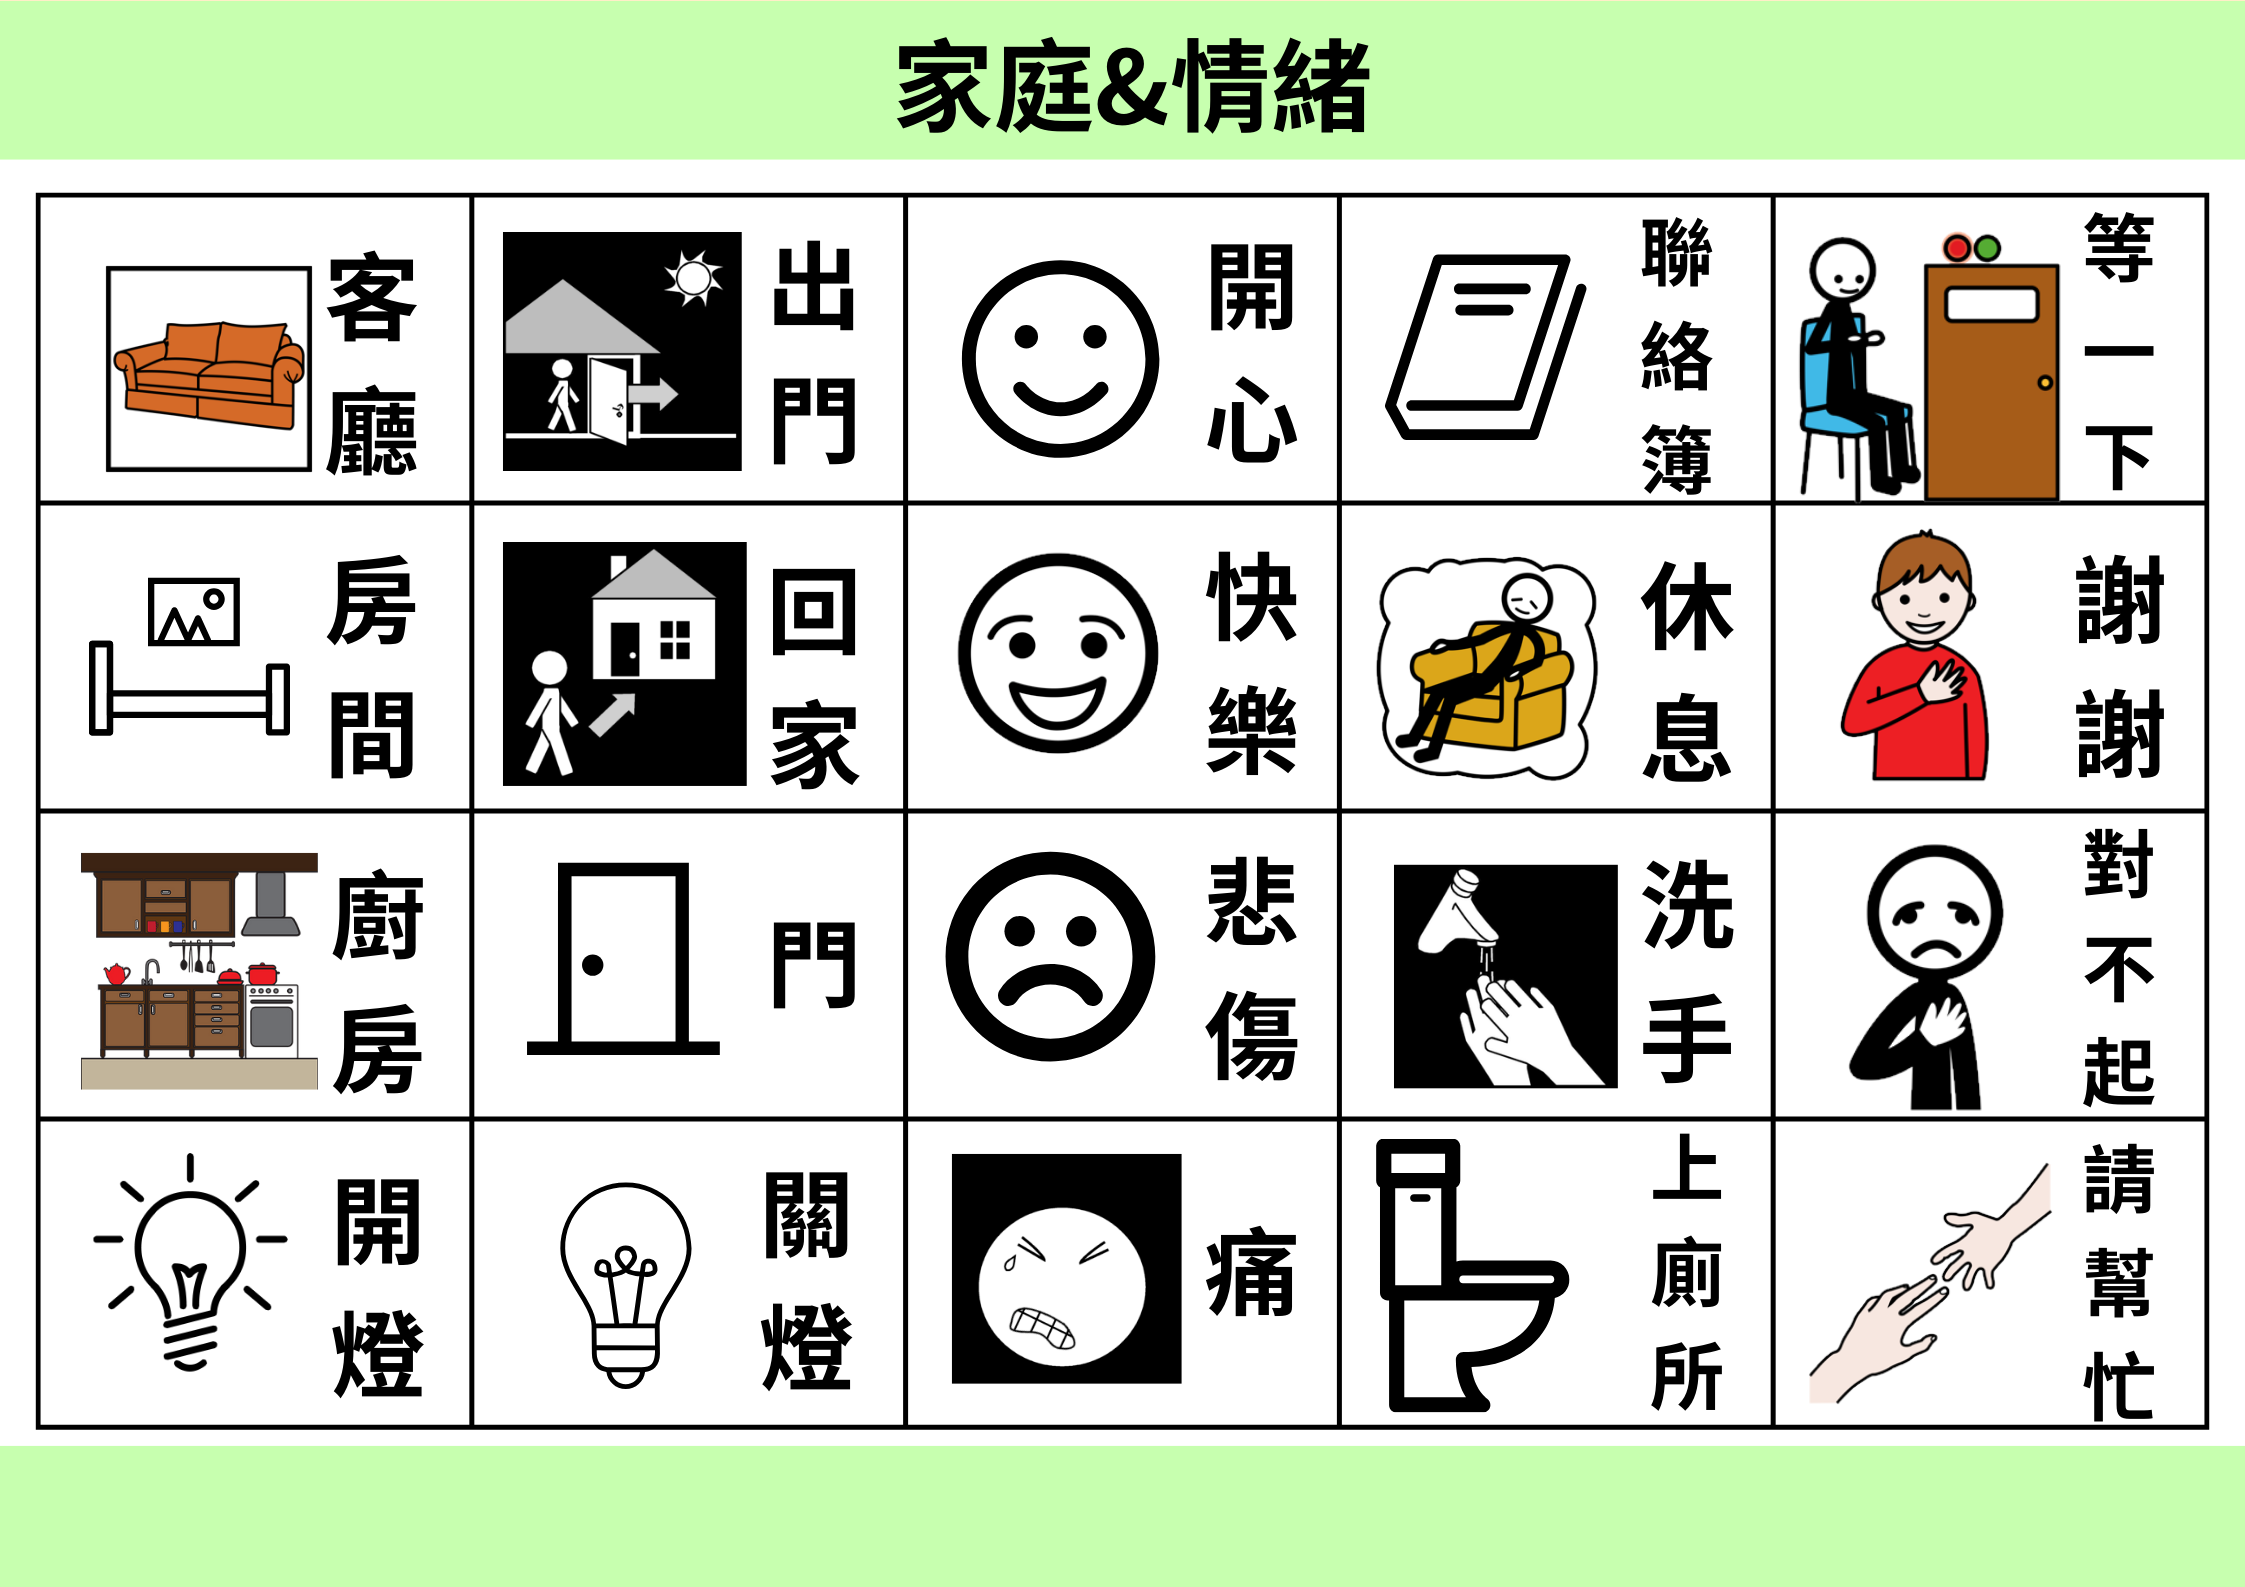 家庭&情緒
客廳
出門
開心
聯絡簿
等一下
房間
回家
快樂
休息
謝謝
廚房
門
悲傷
洗手
對不起
開燈
關燈
痛
上廁所
請幫忙